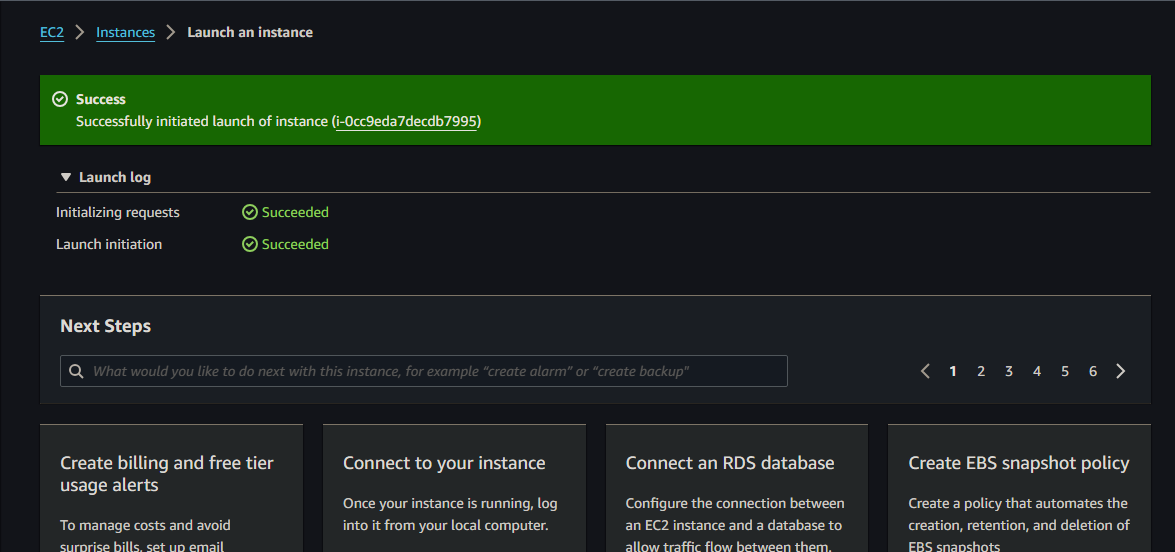 EC2 > Instances > Launch an instance
Success
Successfully initiated launch of instance (i-0cc9eda7decdb7995)
Launch log
Initializing requests Succeeded
Launch initiation Succeeded
Next Steps
What would you like to do next with this instance, for example "create alarm" or "create backup"
1 2 3 4 5 6
Create billing and free tier
usage alerts
To manage costs and avoid
surprise bills, set up email
Connect to your instance
Once your instance is running, log
into it from your local computer.
Connect an RDS database
Configure the connection between
an EC2 instance and a database to
allow traffic flow between them.
Create EBS snapshot policy
Create a policy that automates the
creation, retention, and deletion of
EBS snapshots